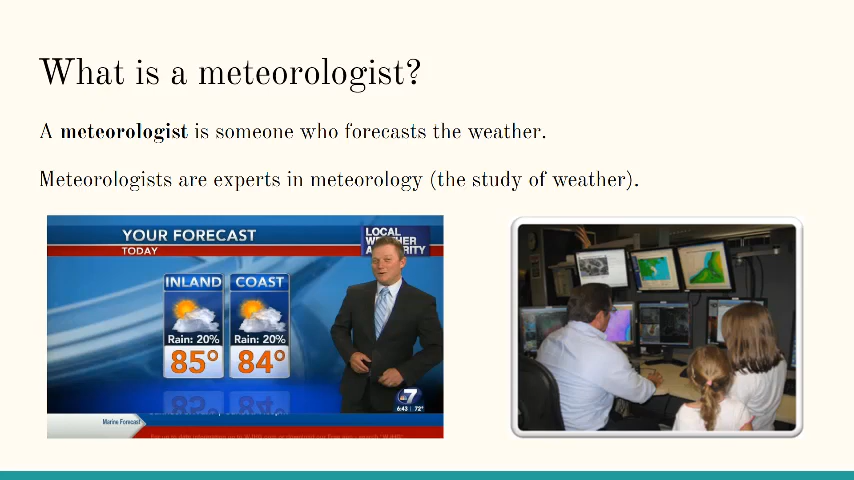 What is a meteorologist?
A meteorologist is someone who forecasts the weather.
Meteorologists are experts in meteorology (the study of weather).
YOUR FORECAST
TODAY
LOCAL
WEATHER
AUTHORITY
INLAND COAST
Rain: 20% Rain: 20%
85° 84°
7
6:43 72°
Marine Forecast